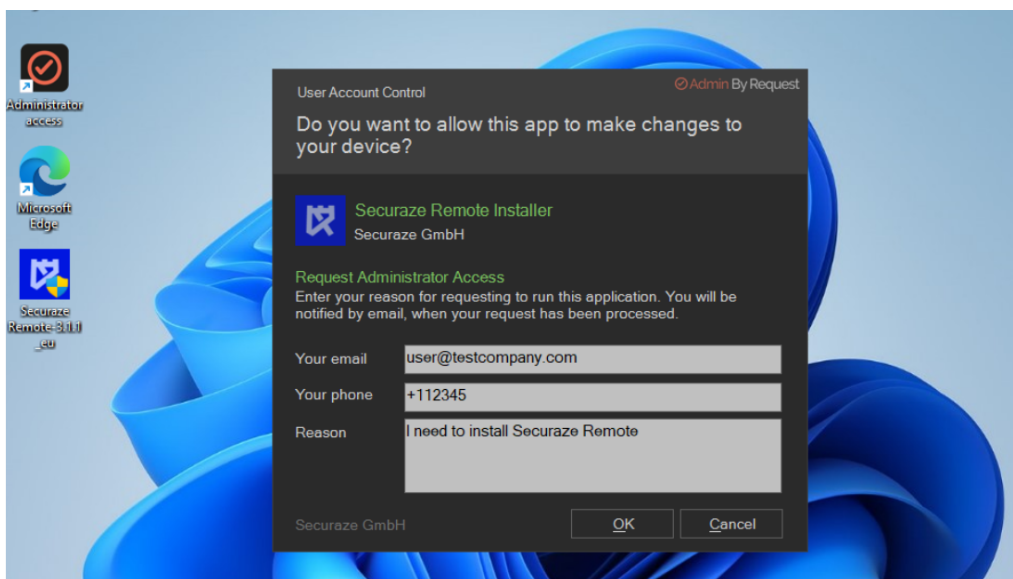 Administrator
access
Microsoft
Edge
Securaze
Remote-3.1.1
_eu
User Account Control
Admin By Request
Do you want to allow this app to make changes to
your device?
Securaze Remote Installer
Securaze GmbH
Request Administrator Access
Enter your reason for requesting to run this application. You will be
notified by email, when your request has been processed.
Your email
user@testcompany.com
Your phone
+112345
Reason
I need to install Securaze Remote
Securaze GmbH
OK
Cancel